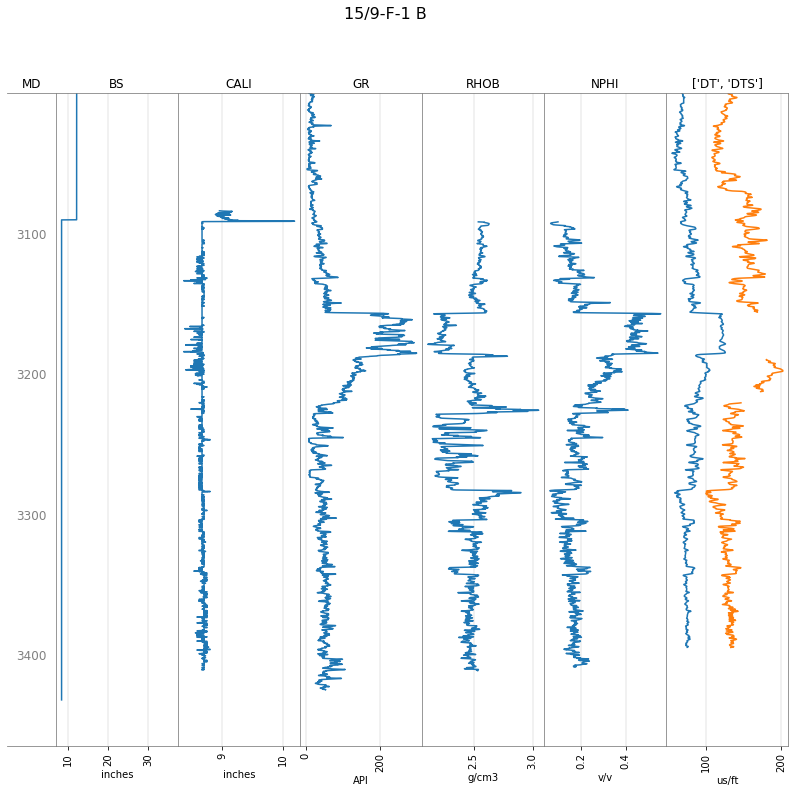 15/9-F-1 B
MD BS CALI GR RHOB NPHI ['DT', 'DTS']
3100
3200
3300
3400
10 20 30 9 10 0 200 2.5 3.0 0.2 0.4 100 200
inches inches API g/cm3 v/v us/ft